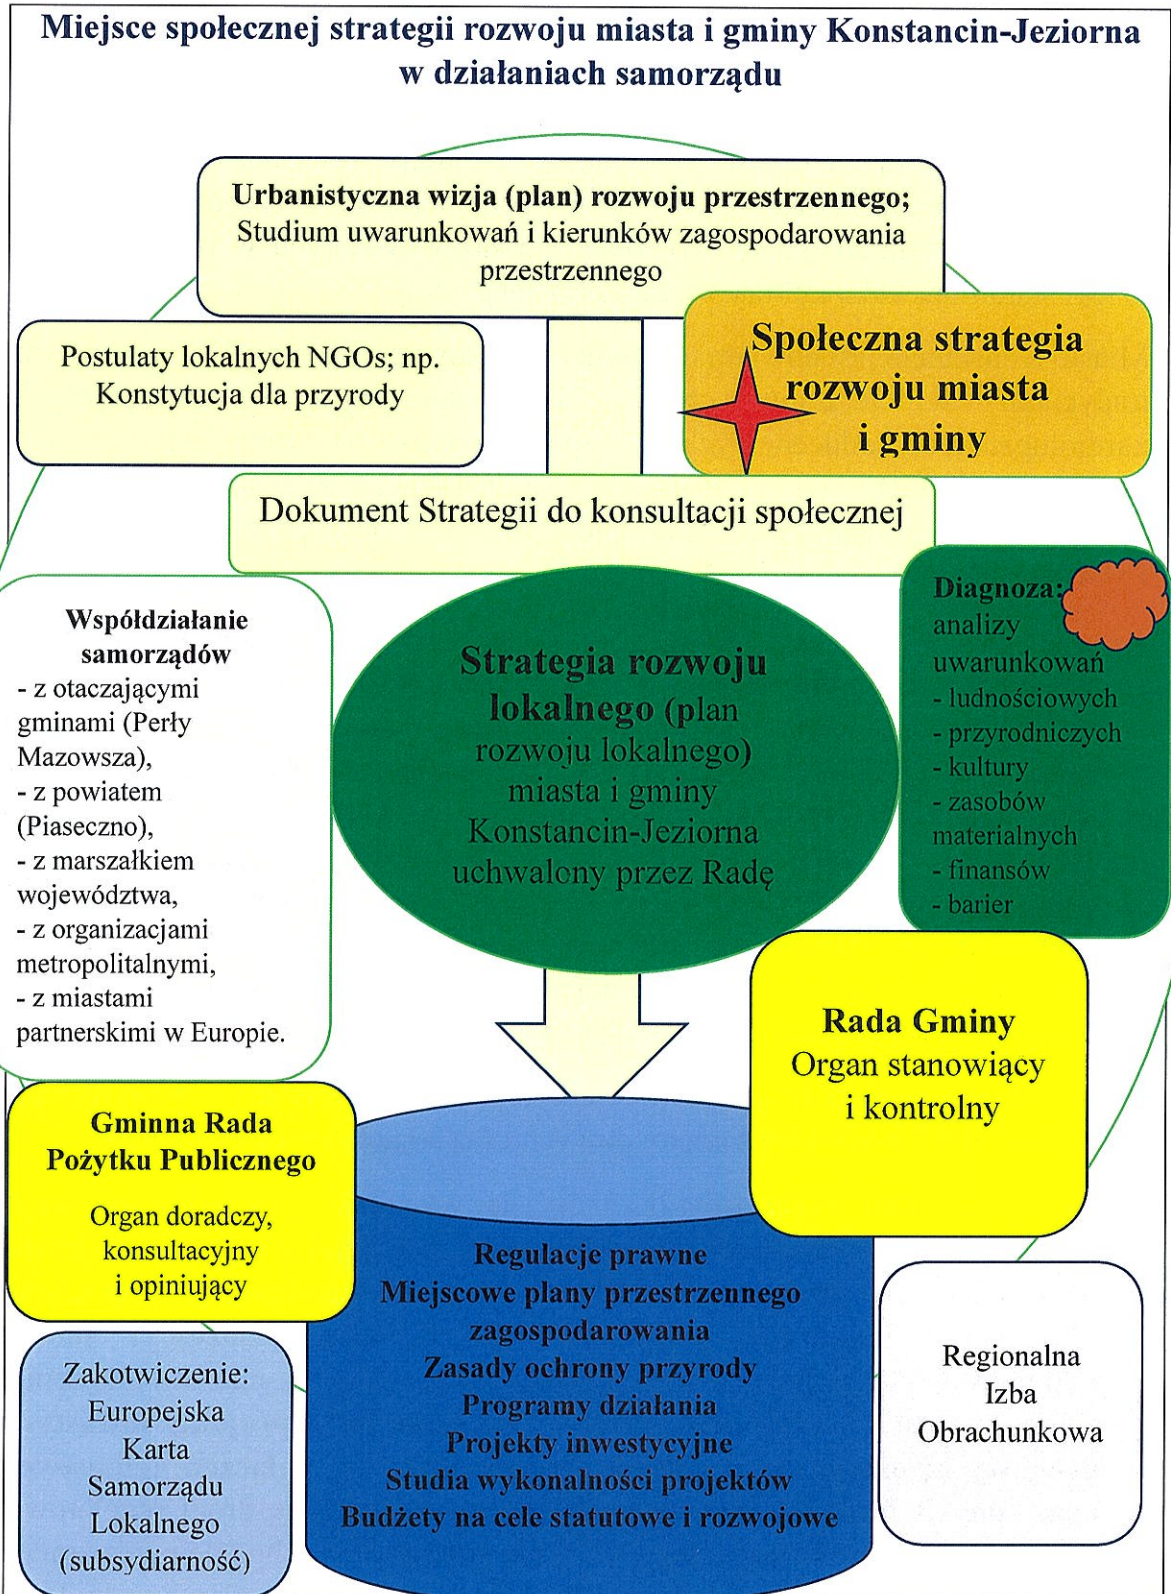 Miejsce społecznej strategii rozwoju miasta i gminy Konstancin-Jeziorna
w działaniach samorządu
Urbanistyczna wizja (plan) rozwoju przestrzennego;
Studium uwarunkowań i kierunków zagospodarowania
przestrzennego
Postulaty lokalnych NGOs; np.
Konstytucja dla przyrody
Społeczna strategia
rozwoju miasta
i gminy
Dokument Strategii do konsultacji społecznej
Współdziałanie
samorządów
- z otaczającymi
gminami (Perły
Mazowsza),
- z powiatem
(Piaseczno),
- z marszałkiem
województwa,
- z organizacjami
metropolitalnymi,
- z miastami
partnerskimi w Europie.
Strategia rozwoju
lokalnego (plan
rozwoju lokalnego)
miasta i gminy
Konstancin-Jeziorna
uchwalony przez Radę
Diagnoza:
analizy
uwarunkowań
- ludnościowych
- przyrodniczych
- kultury
- zasobów
materialnych
- finansów
- barier
Rada Gminy
Organ stanowiący
i kontrolny
Gminna Rada
Pożytku Publicznego
Organ doradczy,
konsultacyjny
i opiniujący
Regulacje prawne
Miejscowe plany przestrzennego
zagospodarowania
Zasady ochrony przyrody
Programy działania
Projekty inwestycyjne
Studia wykonalności projektów
Budżety na cele statutowe i rozwojowe
Zakotwiczenie:
Europejska
Karta
Samorządu
Lokalnego
(subsydiarność)
Regionalna
Izba
Obrachunkowa